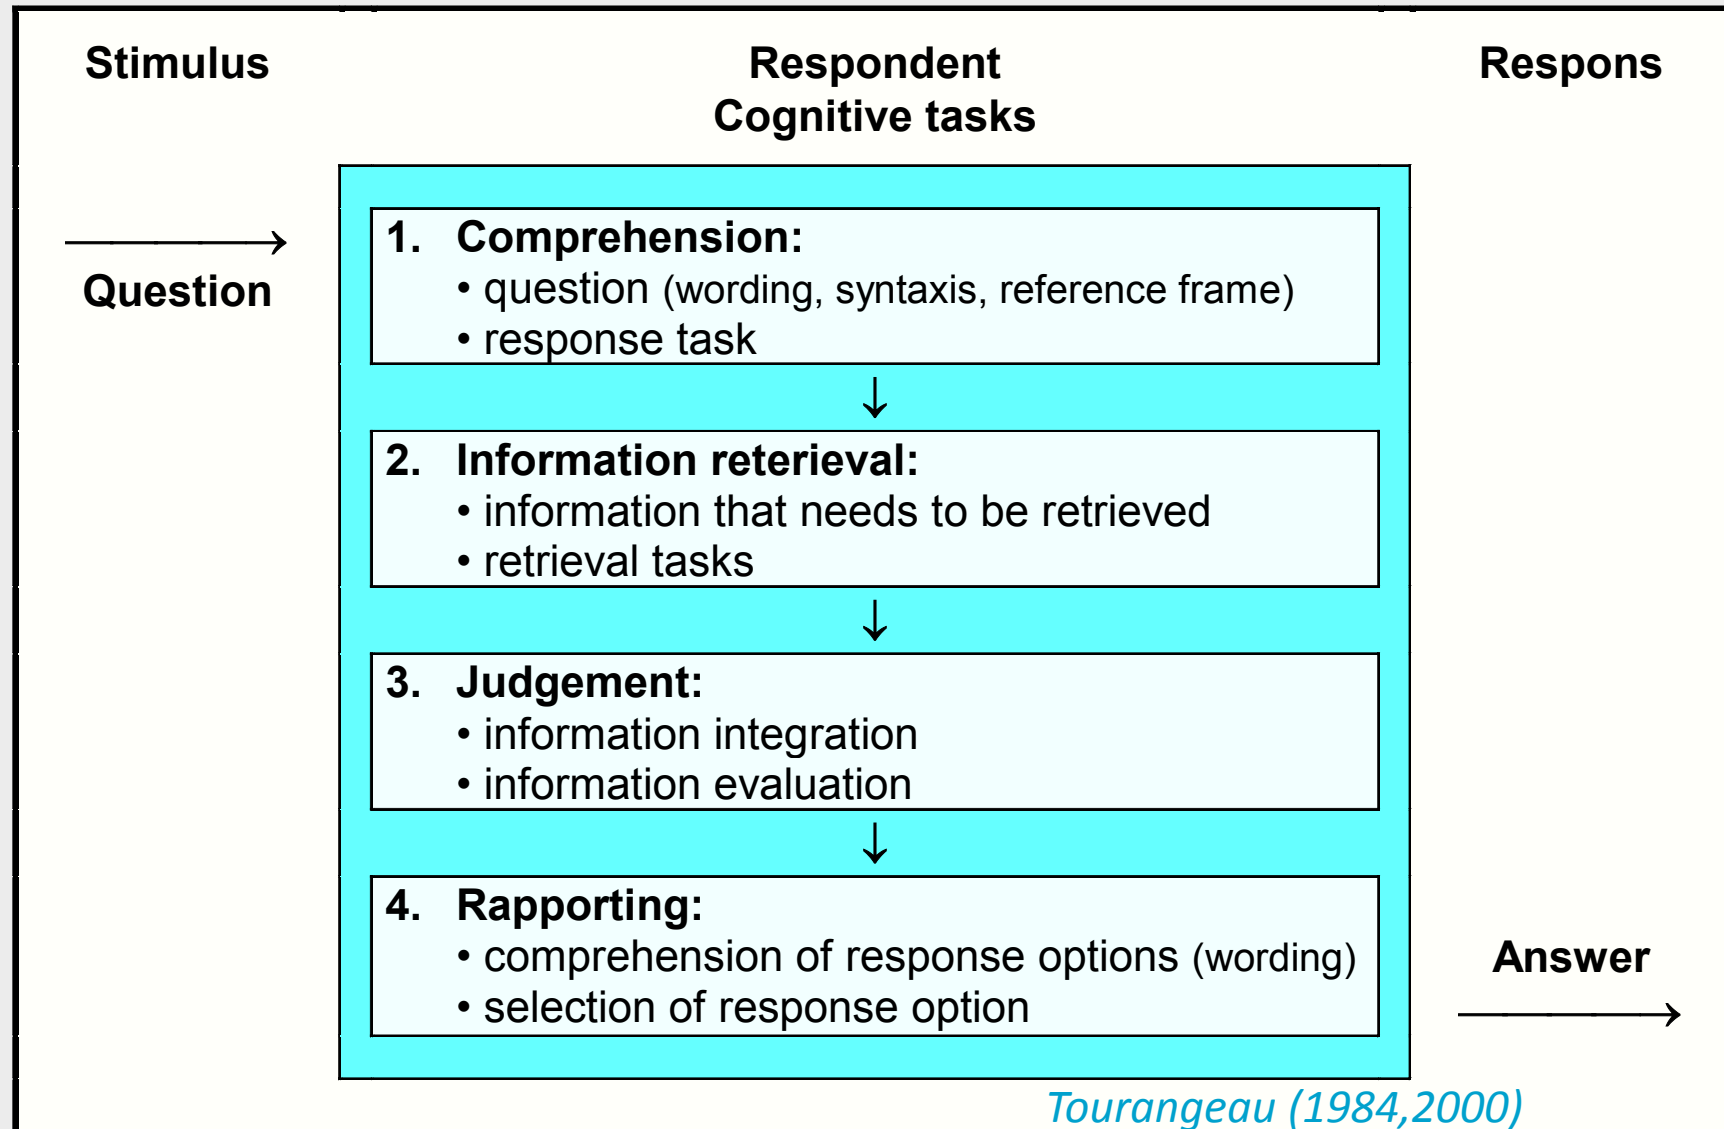 Stimulus
Respondent
Cognitive tasks
Respons
Question
1. Comprehension:
• question (wording, syntaxis, reference frame)
• response task
2. Information reterieval:
• information that needs to be retrieved
• retrieval tasks
3. Judgement:
• information integration
• information evaluation
4. Rapporting:
• comprehension of response options (wording)
• selection of response option
Answer
Tourangeau (1984,2000)